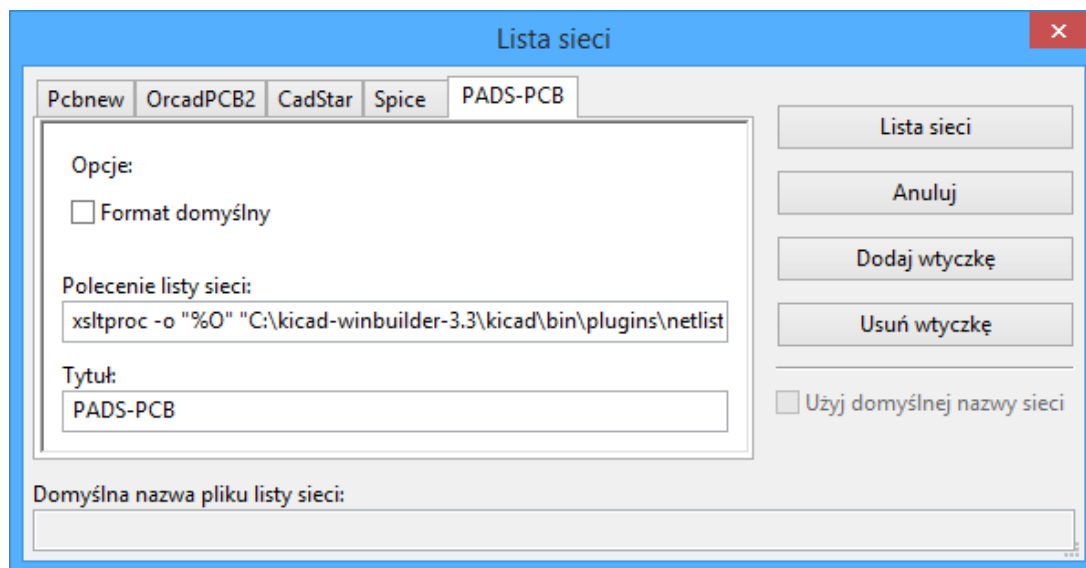 Lista sieci
Pcbnew OrcadPCB2 CadStar Spice PADS-PCB
Opcje:
Format domyślny
Polecenie listy sieci:
xsltproc -o "%O" "C:\kicad-winbuilder-3.3\kicad\bin\plugins\netlist
Tytuł:
PADS-PCB
Lista sieci
Anuluj
Dodaj wtyczkę
Usuń wtyczkę
Użyj domyślnej nazwy sieci
Domyślna nazwa pliku listy sieci: